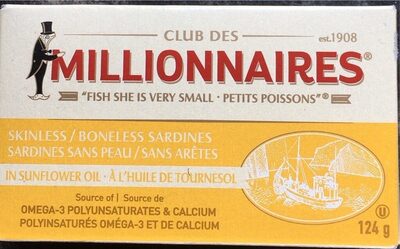 CLUB DES
est.1908
MILLIONNAIRES®
"FISH SHE IS VERY SMALL · PETITS POISSONS"®
SKINLESS / BONELESS SARDINES
SARDINES SANS PEAU / SANS ARÊTES
IN SUNFLOWER OIL · À L'HUILE DE TOURNESOL
Source of | Source de
OMEGA-3 POLYUNSATURATES & CALCIUM
POLYINSATURÉS OMÉGA-3 ET DE CALCIUM
U
124 g